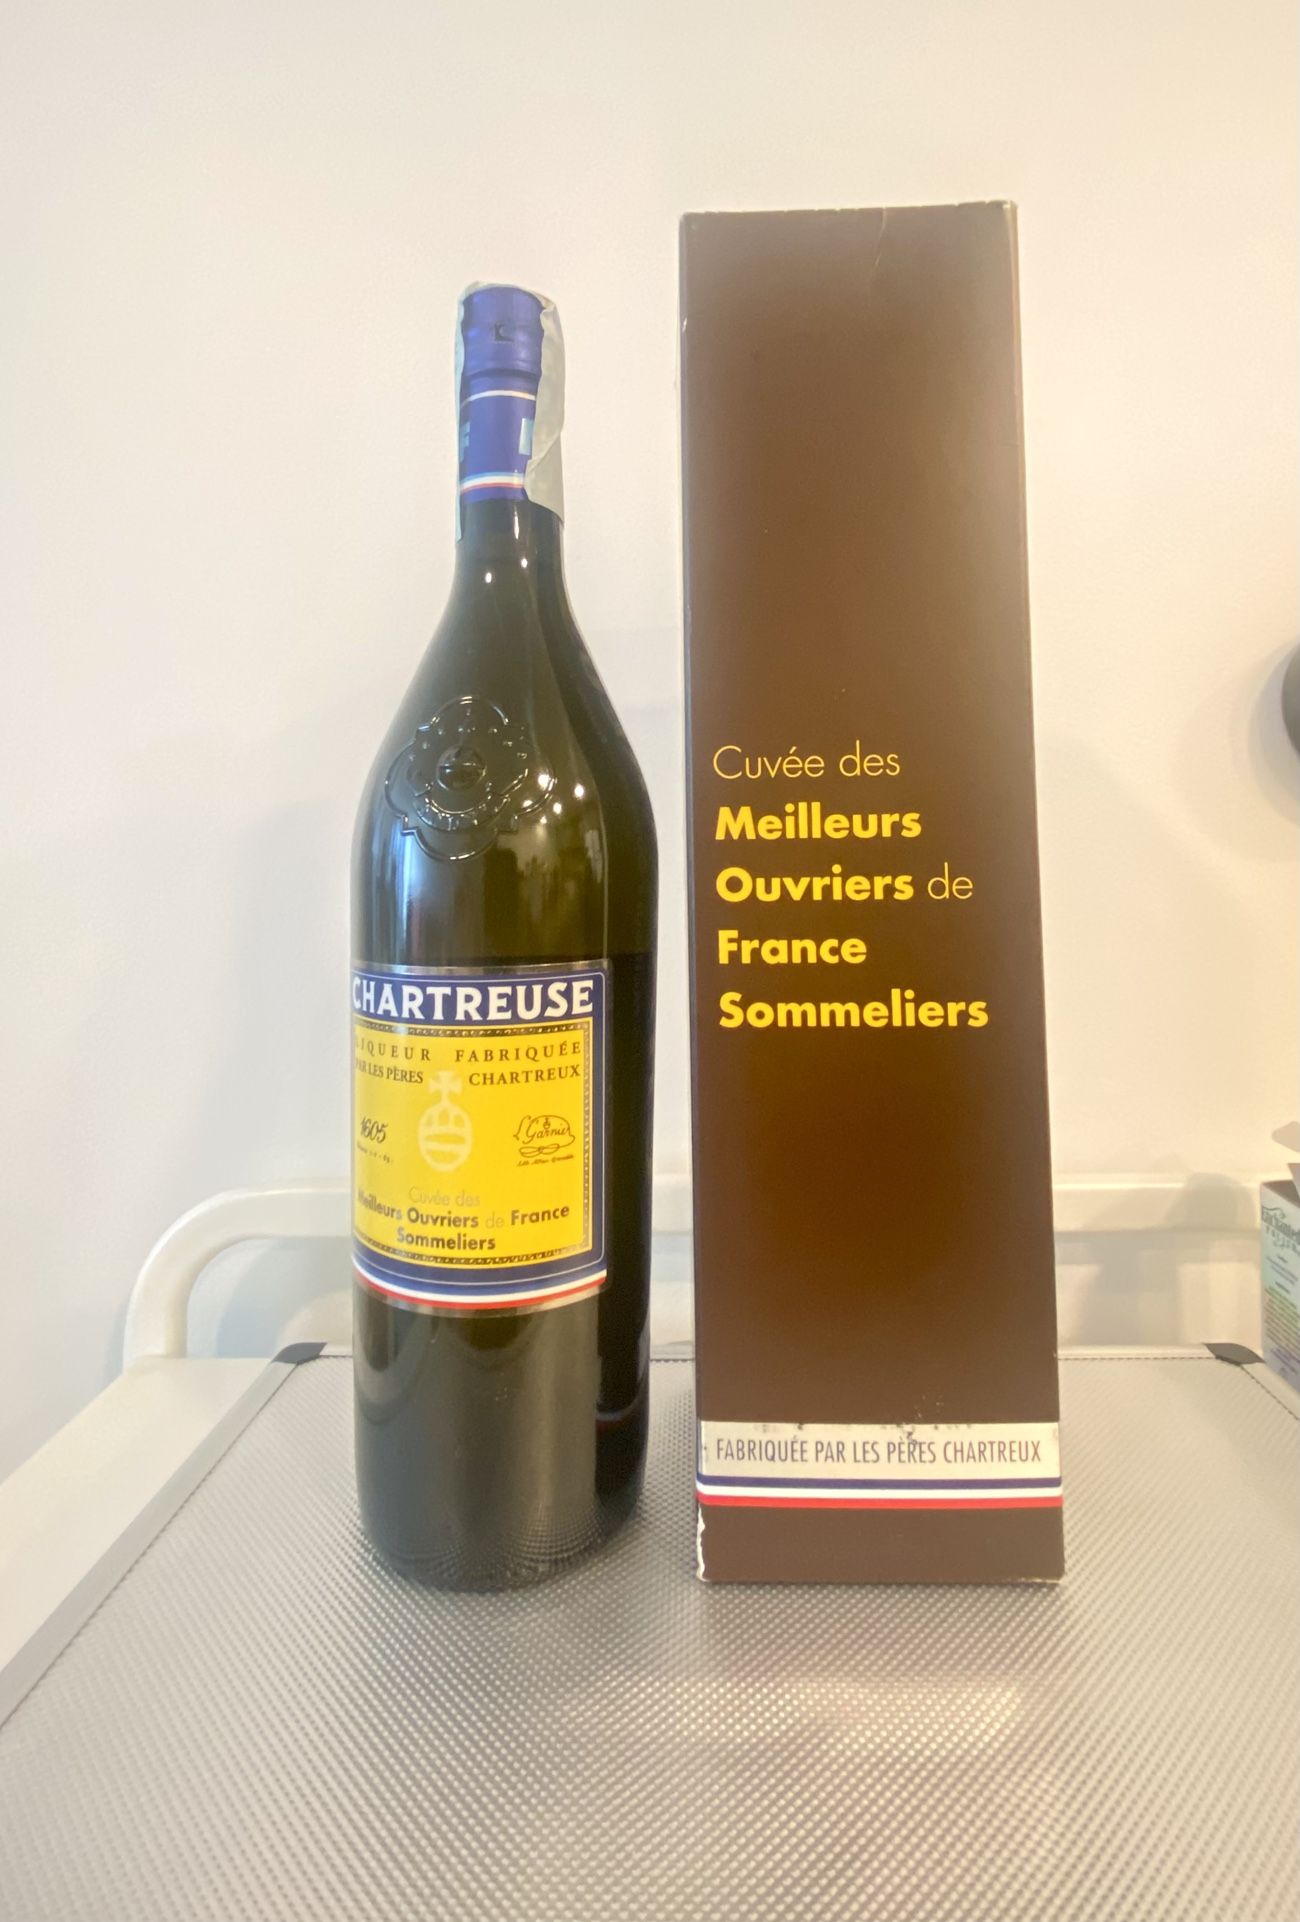 CHARTREUSE
LIQUEUR FABRIQUÉE
PAR LES PÈRES CHARTREUX
1605
L. Garnier
Cuvée des
Meilleurs Ouvriers de France
Sommeliers
Cuvée des
Meilleurs
Ouvriers de
France
Sommeliers
FABRIQUÉE PAR LES PÈRES CHARTREUX